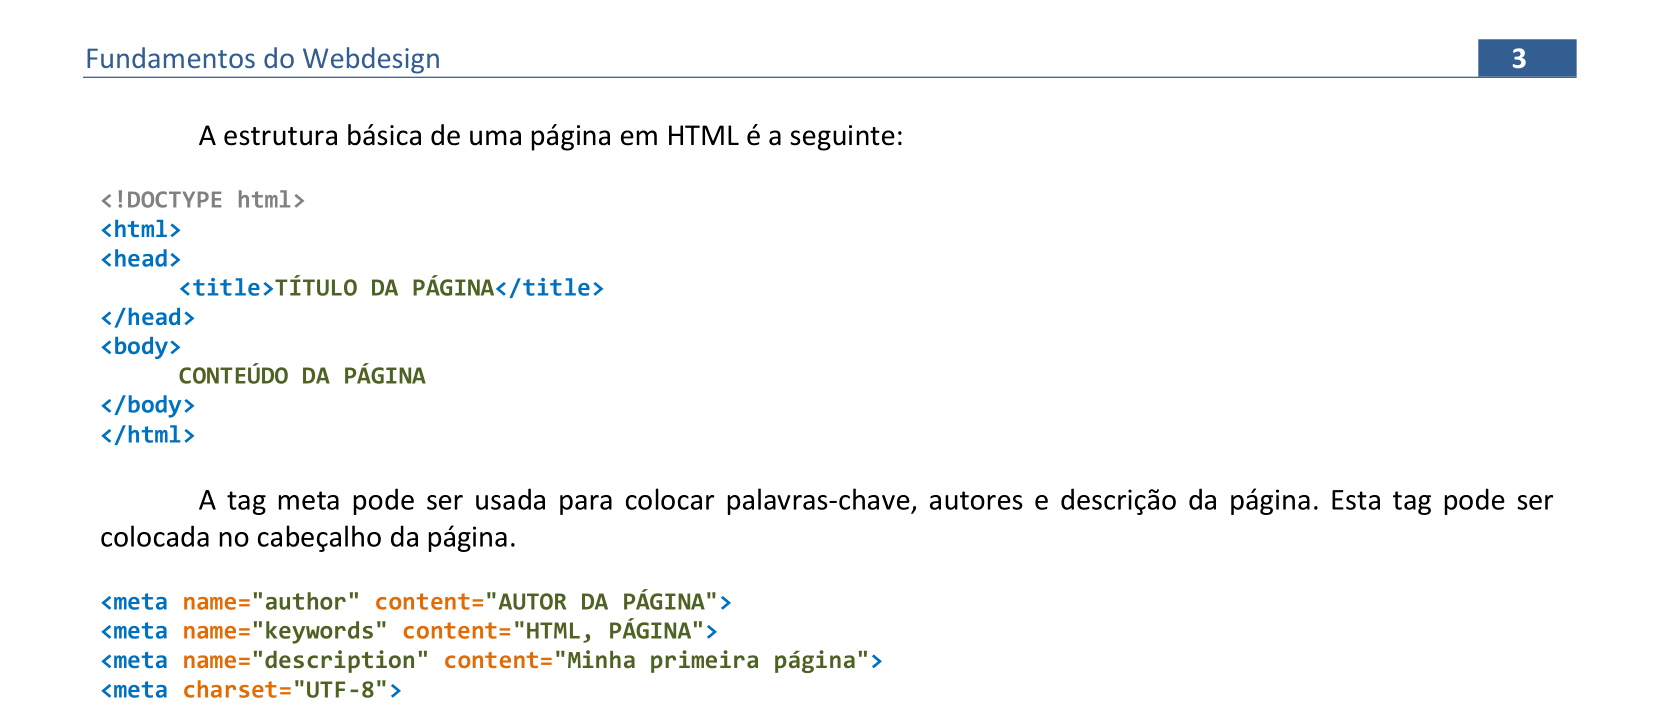 Fundamentos do Webdesign 3
A estrutura básica de uma página em HTML é a seguinte:
<!DOCTYPE html>
<html>
<head>
<title>TÍTULO DA PÁGINA</title>
</head>
<body>
CONTEÚDO DA PÁGINA
</body>
</html>
A tag meta pode ser usada para colocar palavras-chave, autores e descrição da página. Esta tag pode ser
colocada no cabeçalho da página.
<meta name="author" content="AUTOR DA PÁGINA">
<meta name="keywords" content="HTML, PÁGINA">
<meta name="description" content="Minha primeira página">
<meta charset="UTF-8">